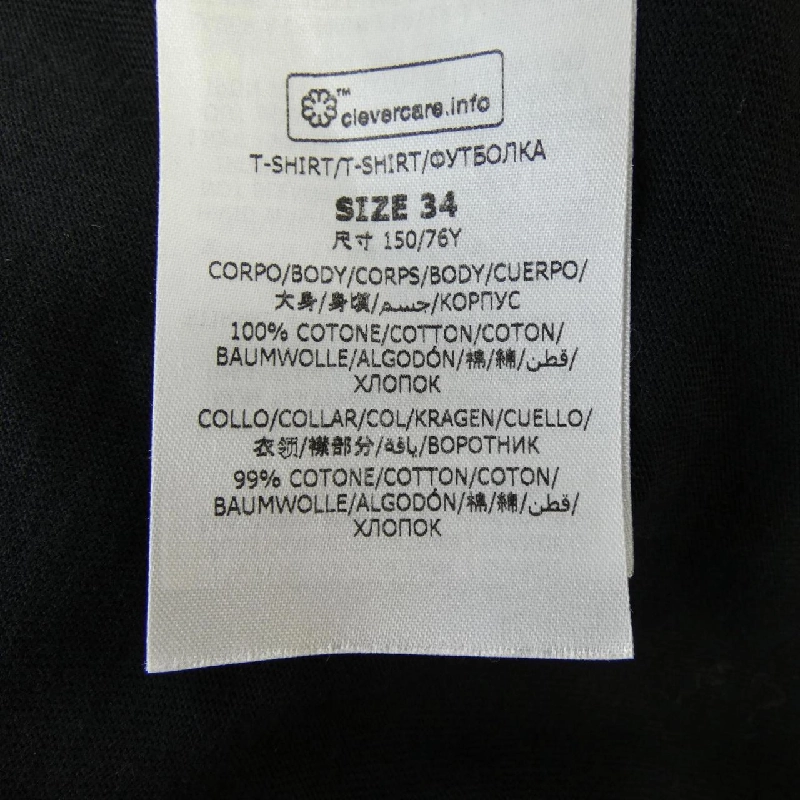 ™
clevercare.info
T-SHIRT/T-SHIRT/ФУТБОЛКА
SIZE 34
尺寸 150/76Y
CORPO/BODY/CORPS/BODY/CUERPO/
大身/身頃/جسم/КОРПУС
100% COTONE/COTTON/COTON/
BAUMWOLLE/ALGODÓN/棉/綿/قطن/
ХЛОПОК
COLLO/COLLAR/COL/KRAGEN/CUELLO/
衣领/襟部分/ياقة/ВОРОТНИК
99% COTONE/COTTON/COTON/
BAUMWOLLE/ALGODÓN/棉/綿/قطن/
ХЛОПОК